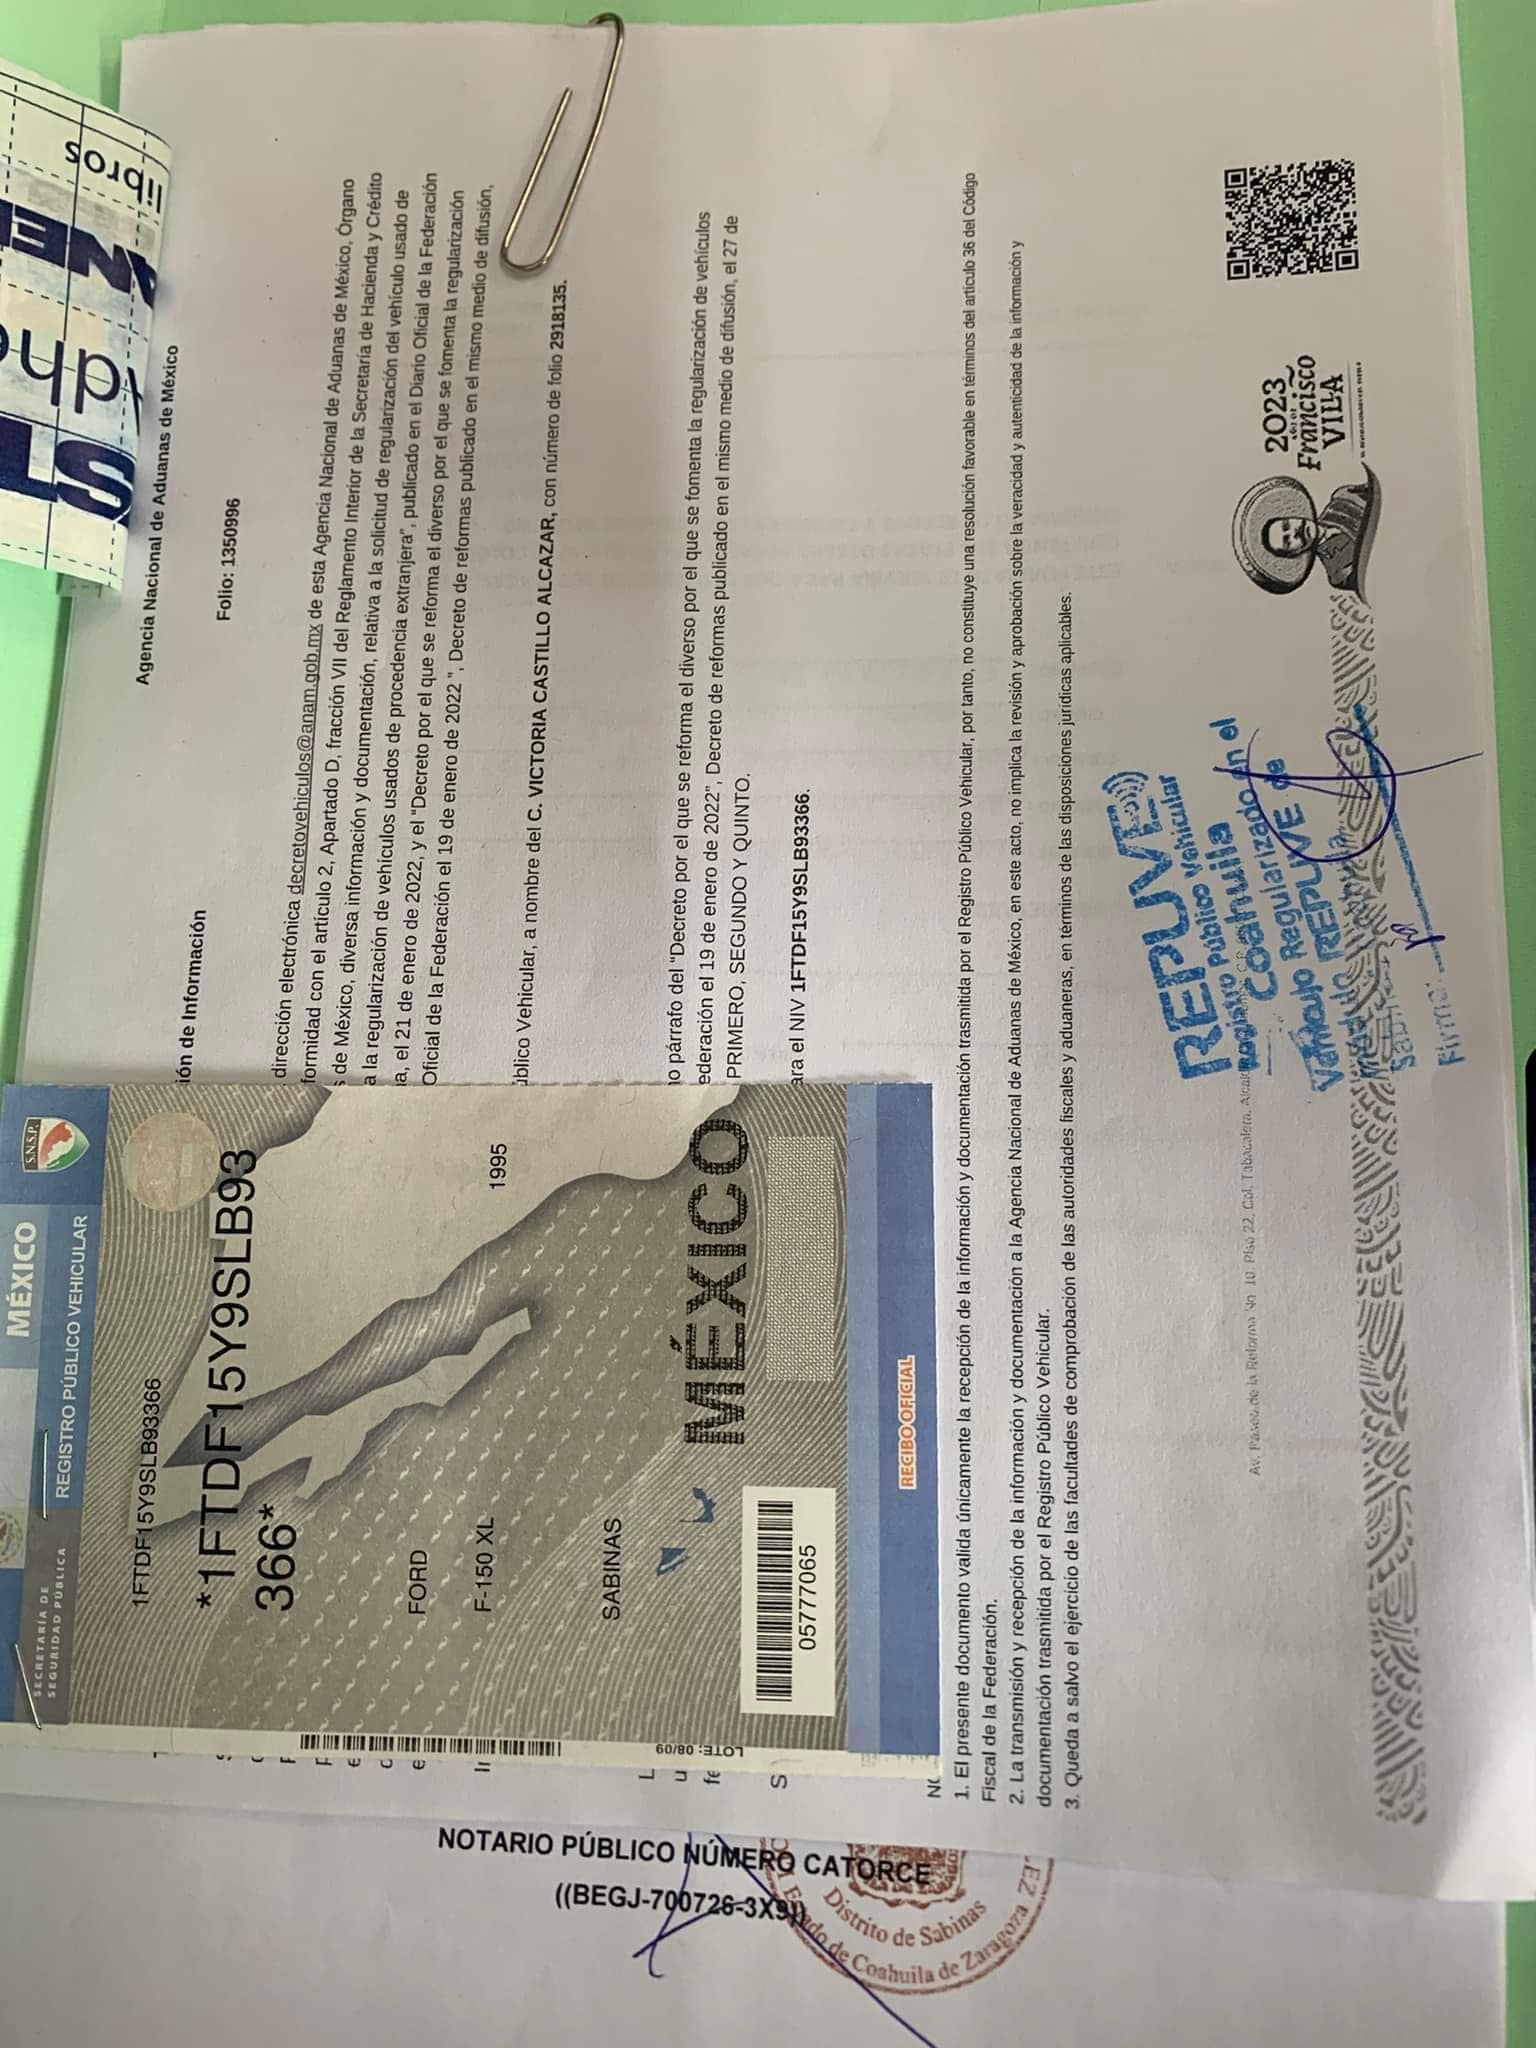 libros
Agencia Nacional de Aduanas de México
Folio: 1350996
ión de Información
dirección electrónica decretovehiculos@anam.gob.mx de esta Agencia Nacional de Aduanas de México, Órgano
formidad con el artículo 2, Apartado D, fracción VII del Reglamento Interior de la Secretaría de Hacienda y Crédito
s de México, diversa información y documentación, relativa a la solicitud de regularización del vehículo usado de
a la regularización de vehículos usados de procedencia extranjera", publicado en el Diario Oficial de la Federación
a, el 21 de enero de 2022, y el "Decreto por el que se reforma el diverso por el que se fomenta la regularización
Oficial de la Federación el 19 de enero de 2022 ", Decreto de reformas publicado en el mismo medio de difusión,
úblico Vehicular, a nombre del C. VICTORIA CASTILLO ALCAZAR, con número de folio 2918135.
o párrafo del "Decreto por el que se reforma el diverso por el que se fomenta la regularización de vehículos
ederación el 19 de enero de 2022", Decreto de reformas publicado en el mismo medio de difusión, el 27 de
PRIMERO, SEGUNDO Y QUINTO.
ara el NIV 1FTDF15Y9SLB93366.
1. El presente documento valida únicamente la recepción de la información y documentación trasmitida por el Registro Público Vehicular, por tanto, no constituye una resolución favorable en términos del artículo 36 del Código
Fiscal de la Federación.
2. La transmisión y recepción de la información y documentación a la Agencia Nacional de Aduanas de México, en este acto, no implica la revisión y aprobación sobre la veracidad y autenticidad de la información y
documentación trasmitida por el Registro Público Vehicular.
3. Queda a salvo el ejercicio de las facultades de comprobación de las autoridades fiscales y aduaneras, en términos de las disposiciones jurídicas aplicables.
Av. Paseo de la Reforma No. 10, Piso 22, Col. Tabacalera,
2023
Francisco
VILLA
REPUVE
Registro Público Vehicular
Coahuila
Vehículo Regularizado en el
REPUVE de
Firma:
SECRETARÍA DE
SEGURIDAD PÚBLICA
MÉXICO
REGISTRO PÚBLICO VEHICULAR
S.N.S.P.
1FTDF15Y9SLB93366
*1FTDF15Y9SLB93
366*
FORD
F-150 XL
1995
SABINAS
MÉXICO
05777065
RECIBO OFICIAL
LOTE: 08/09
NOTARIO PÚBLICO NÚMERO CATORCE
((BEGJ-700726-3X9))
Distrito de Sabinas
Estado de Coahuila de Zaragoza